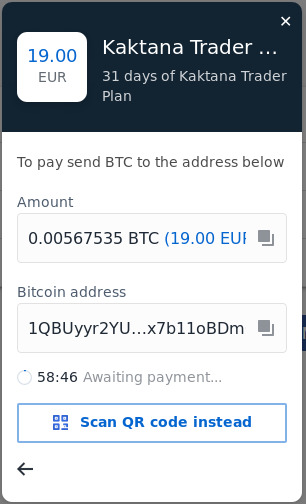 19.00
EUR
Kaktana Trader ...
31 days of Kaktana Trader
Plan
To pay send BTC to the address below
Amount
0.00567535 BTC (19.00 EUR
Bitcoin address
1QBUyyr2YU...x7b11oBDm
58:46 Awaiting payment...
Scan QR code instead